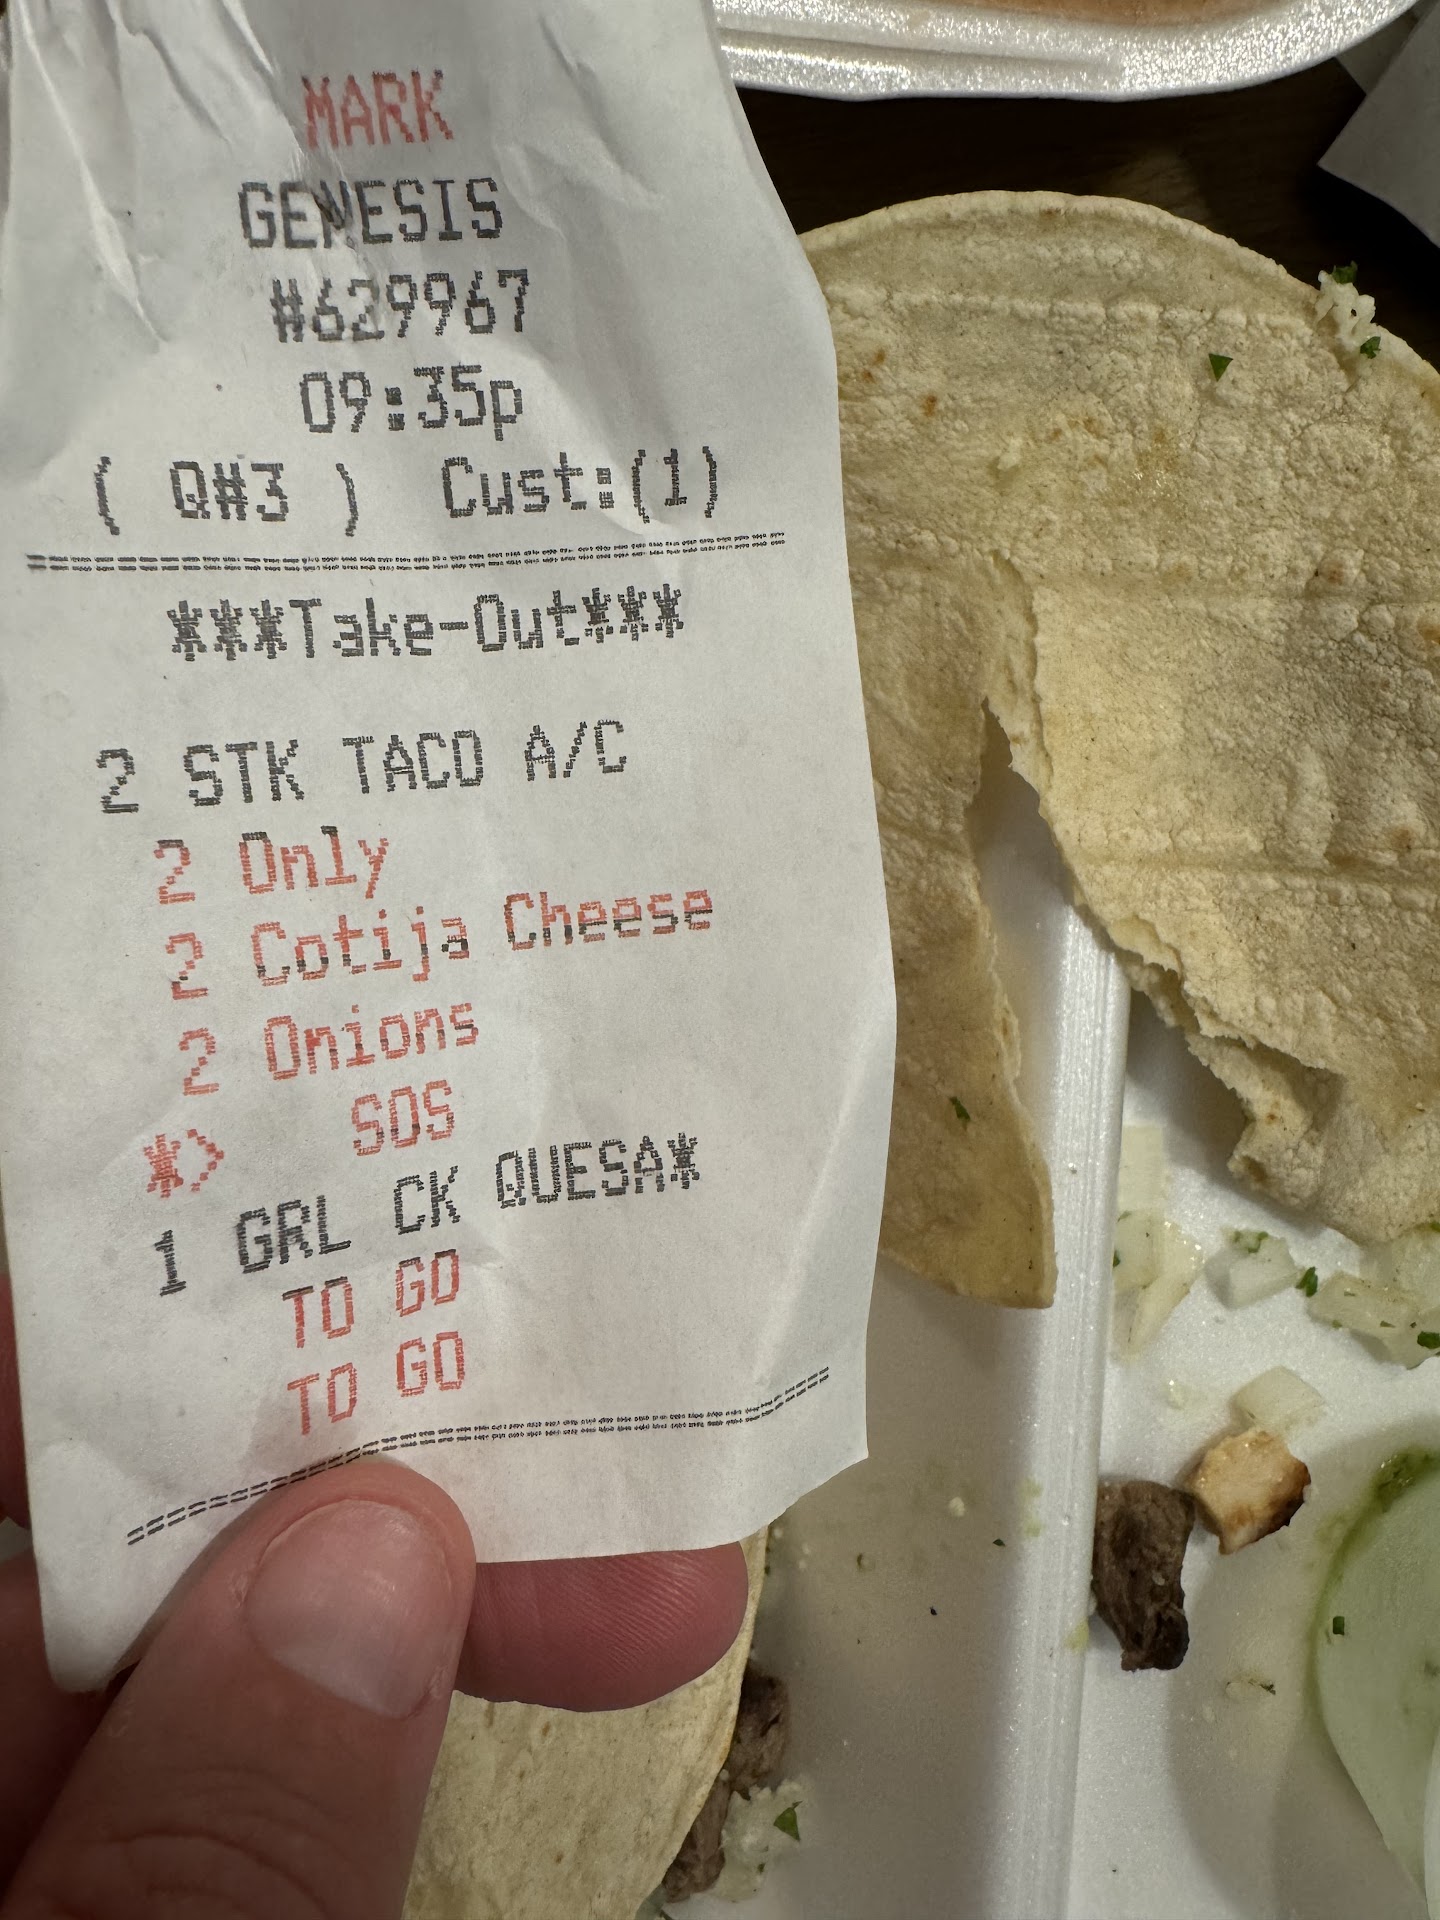 MARK
GENESIS
#629967
09:35p
( Q#3 ) Cust:(1)
***Take-Out***
2 STK TACO A/C
2 Only
2 Cotija Cheese
2 Onions
*> SOS
1 GRL CK QUESA*
TO GO
TO GO